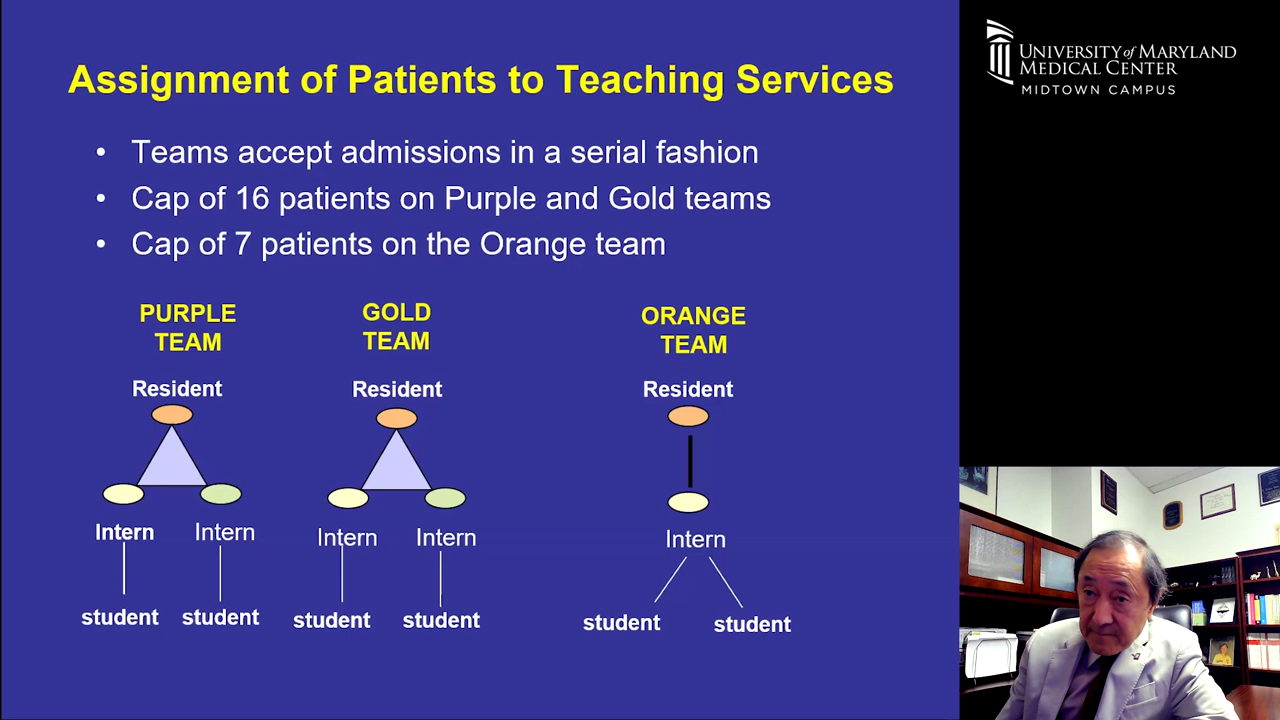 Assignment of Patients to Teaching Services
• Teams accept admissions in a serial fashion
• Cap of 16 patients on Purple and Gold teams
• Cap of 7 patients on the Orange team
PURPLE
TEAM
Resident
Intern Intern
student student
GOLD
TEAM
Resident
Intern Intern
student student
ORANGE
TEAM
Resident
Intern
student student
UNIVERSITY of MARYLAND
MEDICAL CENTER
MIDTOWN CAMPUS